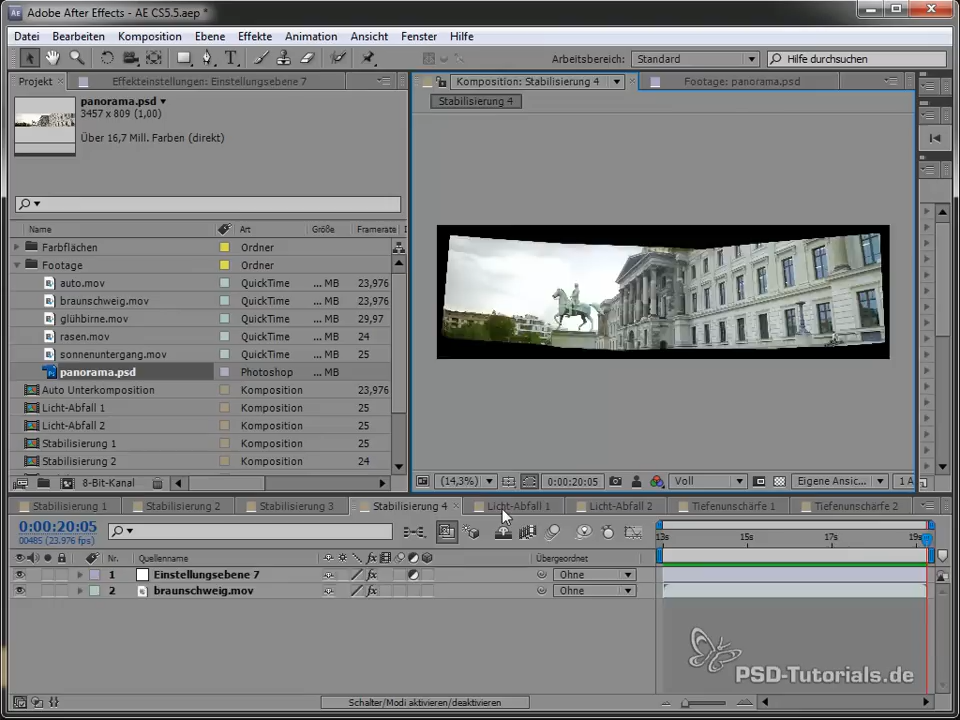 Adobe After Effects - AE CS5.5.aep *
Datei Bearbeiten Komposition Ebene Effekte Animation Ansicht Fenster Hilfe
Arbeitsbereich: Standard Hilfe durchsuchen
Projekt Effekteinstellungen: Einstellungsebene 7 Komposition: Stabilisierung 4 Footage: panorama.psd
panorama.psd
3457 x 809 (1,00)
Über 16,7 Mill. Farben (direkt)
Stabilisierung 4
Name Art Größe Framerate
Farbflächen Ordner
Footage Ordner
auto.mov QuickTime ... MB 23,976
braunschweig.mov QuickTime ... MB 23,976
glühbirne.mov QuickTime ... MB 29,97
rasen.mov QuickTime ... MB 24
sonnenuntergang.mov QuickTime ... MB 25
panorama.psd Photoshop ... MB
Auto Unterkomposition Komposition 23,976
Licht-Abfall 1 Komposition 25
Licht-Abfall 2 Komposition 25
Stabilisierung 1 Komposition 25
Stabilisierung 2 Komposition 24
8-Bit-Kanal
(14,3%) 0:00:20:05 Voll Eigene Ansic... 1 A
Stabilisierung 1 Stabilisierung 2 Stabilisierung 3 Stabilisierung 4 Licht-Abfall 1 Licht-Abfall 2 Tiefenunschärfe 1 Tiefenunschärfe 2
0:00:20:05
00485 (23.976 fps)
13s 15s 17s 19s
Nr. Quellenname Übergeordnet
1 Einstellungsebene 7 Ohne
2 braunschweig.mov Ohne
PSD-Tutorials.de
Schalter/Modi aktivieren/deaktivieren